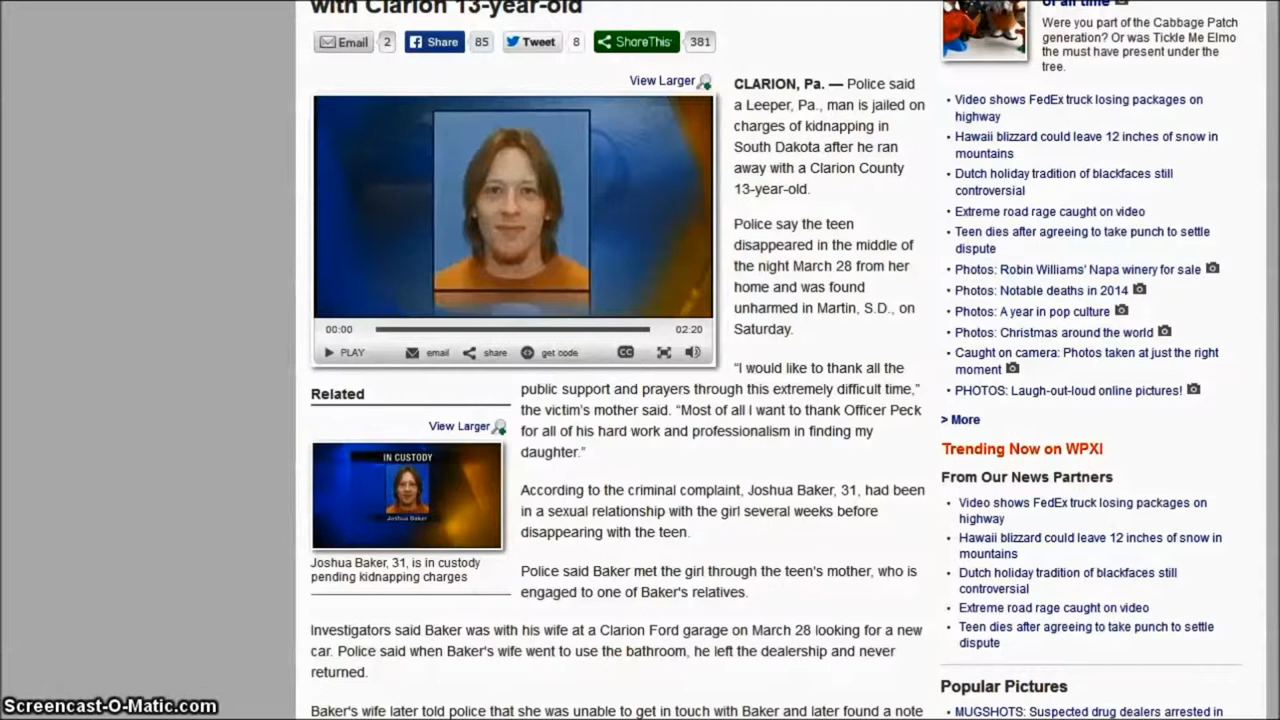 with Clarion 13-year-old
Email 2 Share 85 Tweet 8 ShareThis 381
View Larger
00:00 02:20
PLAY email share get code CC
CLARION, Pa. — Police said
a Leeper, Pa., man is jailed on
charges of kidnapping in
South Dakota after he ran
away with a Clarion County
13-year-old.
Police say the teen
disappeared in the middle of
the night March 28 from her
home and was found
unharmed in Martin, S.D., on
Saturday.
“I would like to thank all the
public support and prayers through this extremely difficult time,”
the victim's mother said. “Most of all I want to thank Officer Peck
for all of his hard work and professionalism in finding my
daughter.”
Related
View Larger
IN CUSTODY
Joshua Baker
Joshua Baker, 31, is in custody
pending kidnapping charges
According to the criminal complaint, Joshua Baker, 31, had been
in a sexual relationship with the girl several weeks before
disappearing with the teen.
Police said Baker met the girl through the teen's mother, who is
engaged to one of Baker's relatives.
Investigators said Baker was with his wife at a Clarion Ford garage on March 28 looking for a new
car. Police said when Baker's wife went to use the bathroom, he left the dealership and never
returned.
Baker's wife later told police that she was unable to get in touch with Baker and later found a note
of all time
Were you part of the Cabbage Patch
generation? Or was Tickle Me Elmo
the must have present under the
tree.
• Video shows FedEx truck losing packages on
highway
• Hawaii blizzard could leave 12 inches of snow in
mountains
• Dutch holiday tradition of blackfaces still
controversial
• Extreme road rage caught on video
• Teen dies after agreeing to take punch to settle
dispute
• Photos: Robin Williams' Napa winery for sale
• Photos: Notable deaths in 2014
• Photos: A year in pop culture
• Photos: Christmas around the world
• Caught on camera: Photos taken at just the right
moment
• PHOTOS: Laugh-out-loud online pictures!
> More
Trending Now on WPXI
From Our News Partners
• Video shows FedEx truck losing packages on
highway
• Hawaii blizzard could leave 12 inches of snow in
mountains
• Dutch holiday tradition of blackfaces still
controversial
• Extreme road rage caught on video
• Teen dies after agreeing to take punch to settle
dispute
Popular Pictures
• MUGSHOTS: Suspected drug dealers arrested in
Screencast-O-Matic.com